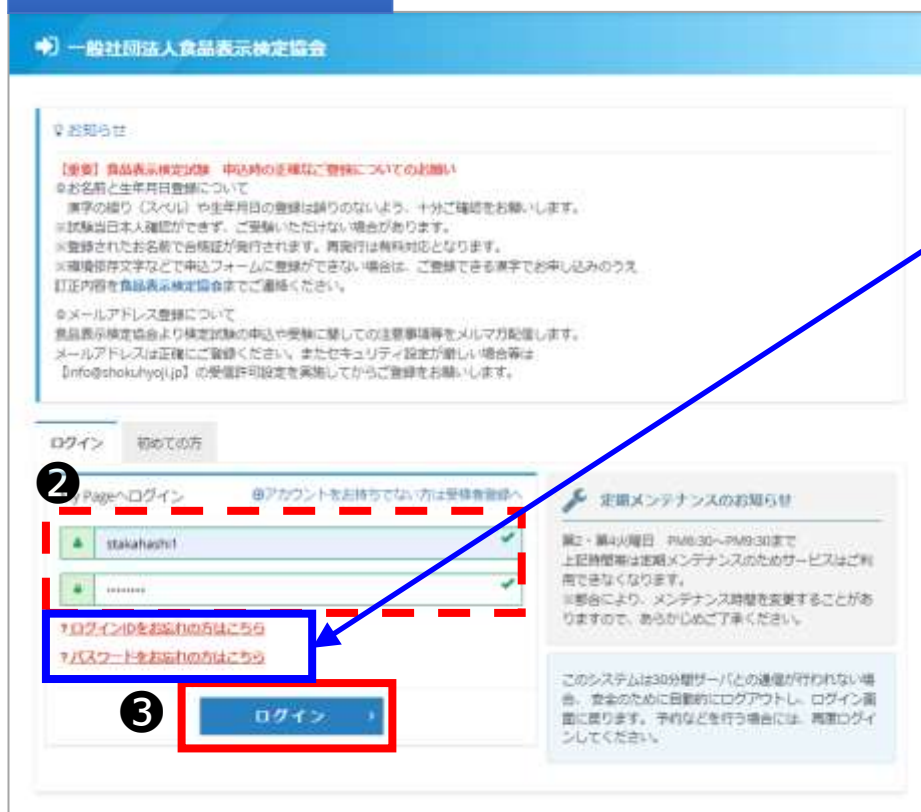 一般社団法人食品表示検定協会
お知らせ
【重要】食品表示検定試験 申込時の正確なご登録についてのお願い
※お名前と生年月日登録について
漢字の綴り（スペル）や生年月日の登録は誤りのないよう、十分ご確認をお願いします。
※試験当日本人確認ができず、ご受験いただけない場合があります。
※登録されたお名前で合格証が発行されます。再発行は有料対応となります。
※環境依存文字などで申込フォームに登録ができない場合は、ご登録できる漢字でお申し込みのうえ
訂正内容を食品表示検定協会までご連絡ください。
※メールアドレス登録について
食品表示検定協会より検定試験の申込や受験に関しての注意事項等をメルマガ配信します。
メールアドレスは正確にご登録ください。またセキュリティ設定が厳しい場合等は
【info@shokuhyoji.jp】の受信許可設定を実施してからご登録をお願いします。
ログイン 初めての方
❷
My Pageへログイン ⊕アカウントをお持ちでない方は受検者登録へ
stakahashi1
••••••••
?ログインIDをお忘れの方はこちら
?パスワードをお忘れの方はこちら
❸
ログイン
定期メンテナンスのお知らせ
第2・第4火曜日 PM6:30～PM9:30まで
上記時間帯は定期メンテナンスのためサービスはご利
用できなくなります。
※都合により、メンテナンス時間を変更することがあ
りますので、あらかじめご了承ください。
このシステムは30分間サーバとの通信が行われない場
合、安全のために自動的にログアウトし、ログイン画
面に戻ります。予約などを行う場合には、再度ログイ
ンしてください。